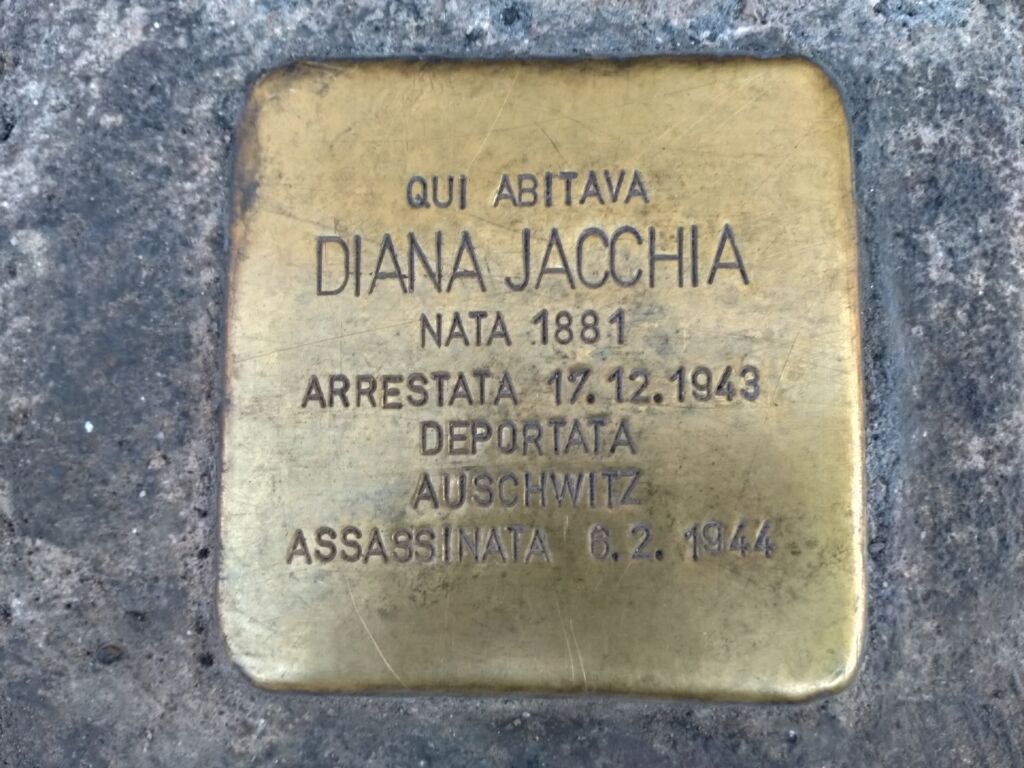 QUI ABITAVA
DIANA JACCHIA
NATA 1881
ARRESTATA 17.12.1943
DEPORTATA
AUSCHWITZ
ASSASSINATA 6.2.1944